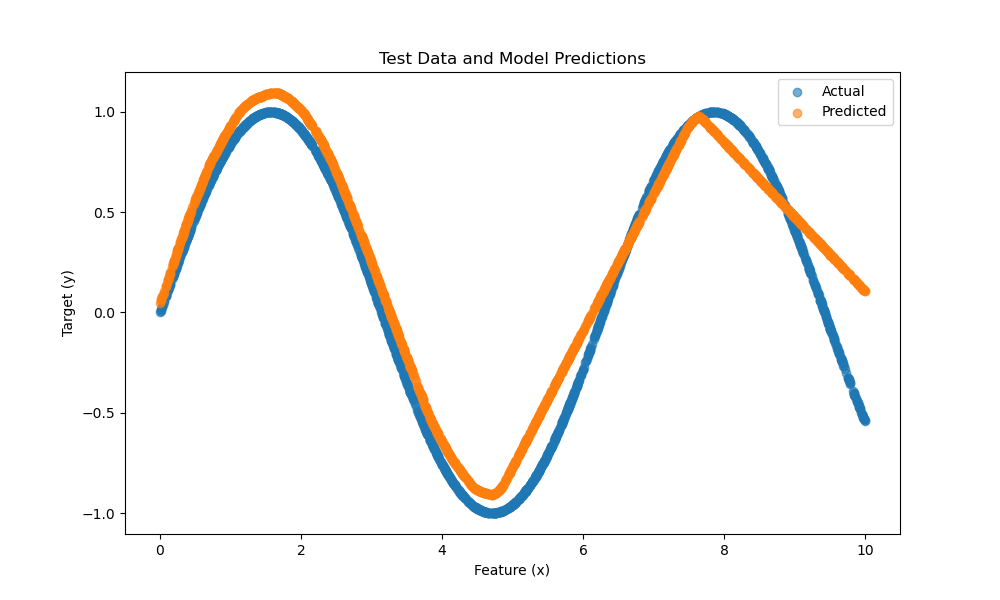 Test Data and Model Predictions
Actual
Predicted
1.0
0.5
0.0
−0.5
−1.0
Target (y)
0 2 4 6 8 10
Feature (x)